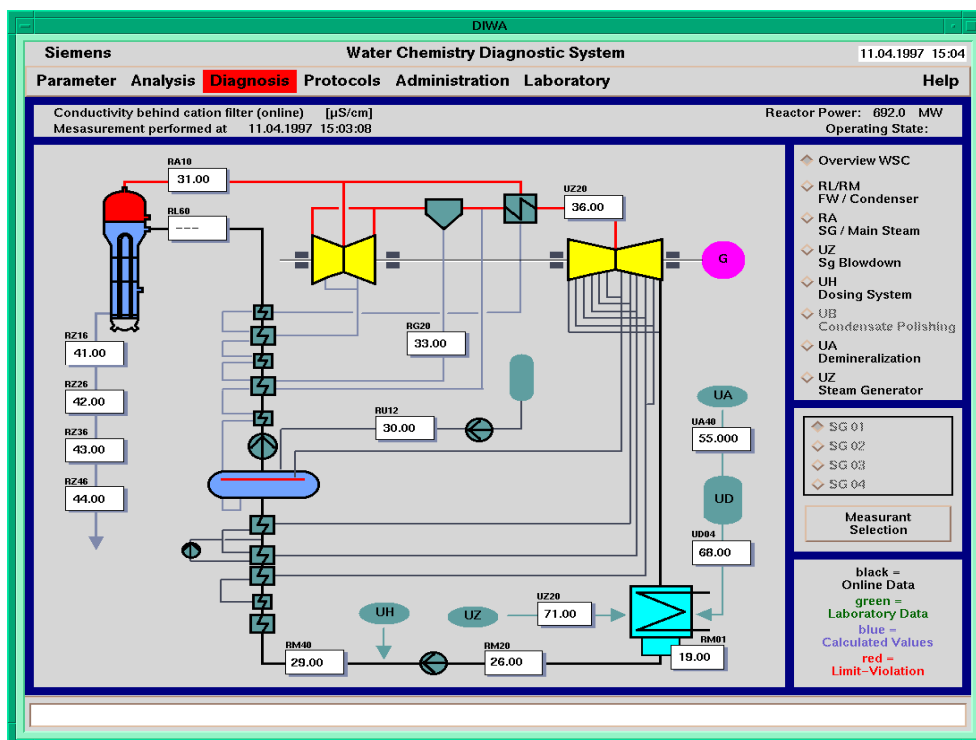 DIWA
Siemens
Water Chemistry Diagnostic System
11.04.1997 15:04
Parameter Analysis Diagnosis Protocols Administration Laboratory Help
Conductivity behind cation filter (online) [µS/cm]
Mesasurement performed at 11.04.1997 15:03:08
Reactor Power: 692.0 MW
Operating State:
RA10
31.00
RL60
---
UZ20
36.00
G
RZ16
41.00
RZ26
42.00
RZ36
43.00
RZ46
44.00
RG20
33.00
RU12
30.00
UA
UA40
55.000
UD
UD04
68.00
UH
UZ
UZ20
71.00
RM40
29.00
RM20
26.00
RM01
19.00
Overview WSC
RL/RM
FW / Condenser
RA
SG / Main Steam
UZ
Sg Blowdown
UH
Dosing System
UB
Condensate Polishing
UA
Demineralization
UZ
Steam Generator
SG 01
SG 02
SG 03
SG 04
Measurant
Selection
black =
Online Data
green =
Laboratory Data
blue =
Calculated Values
red =
Limit-Violation